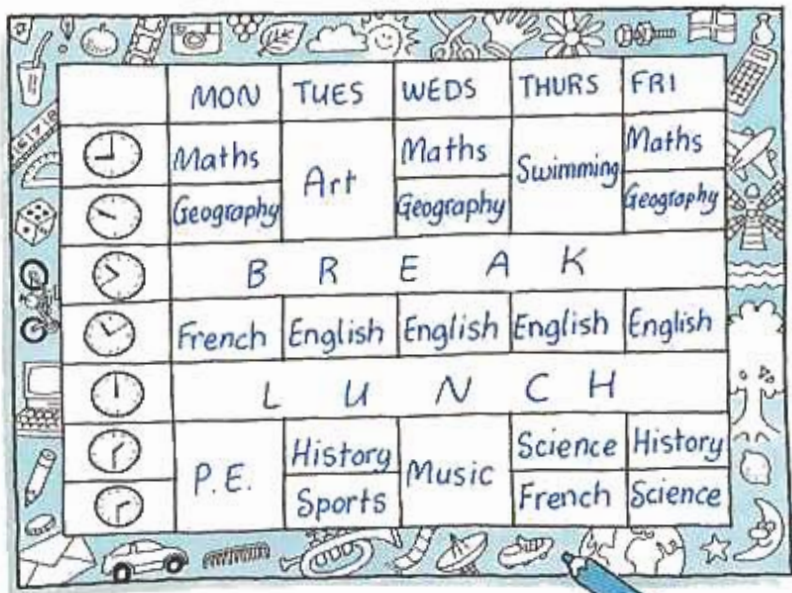 MON TUES WEDS THURS FRI
Maths Art Maths Swimming Maths
Geography Geography Geography
B R E A K
French English English English English
L U N C H
P.E. History Music Science History
Sports French Science